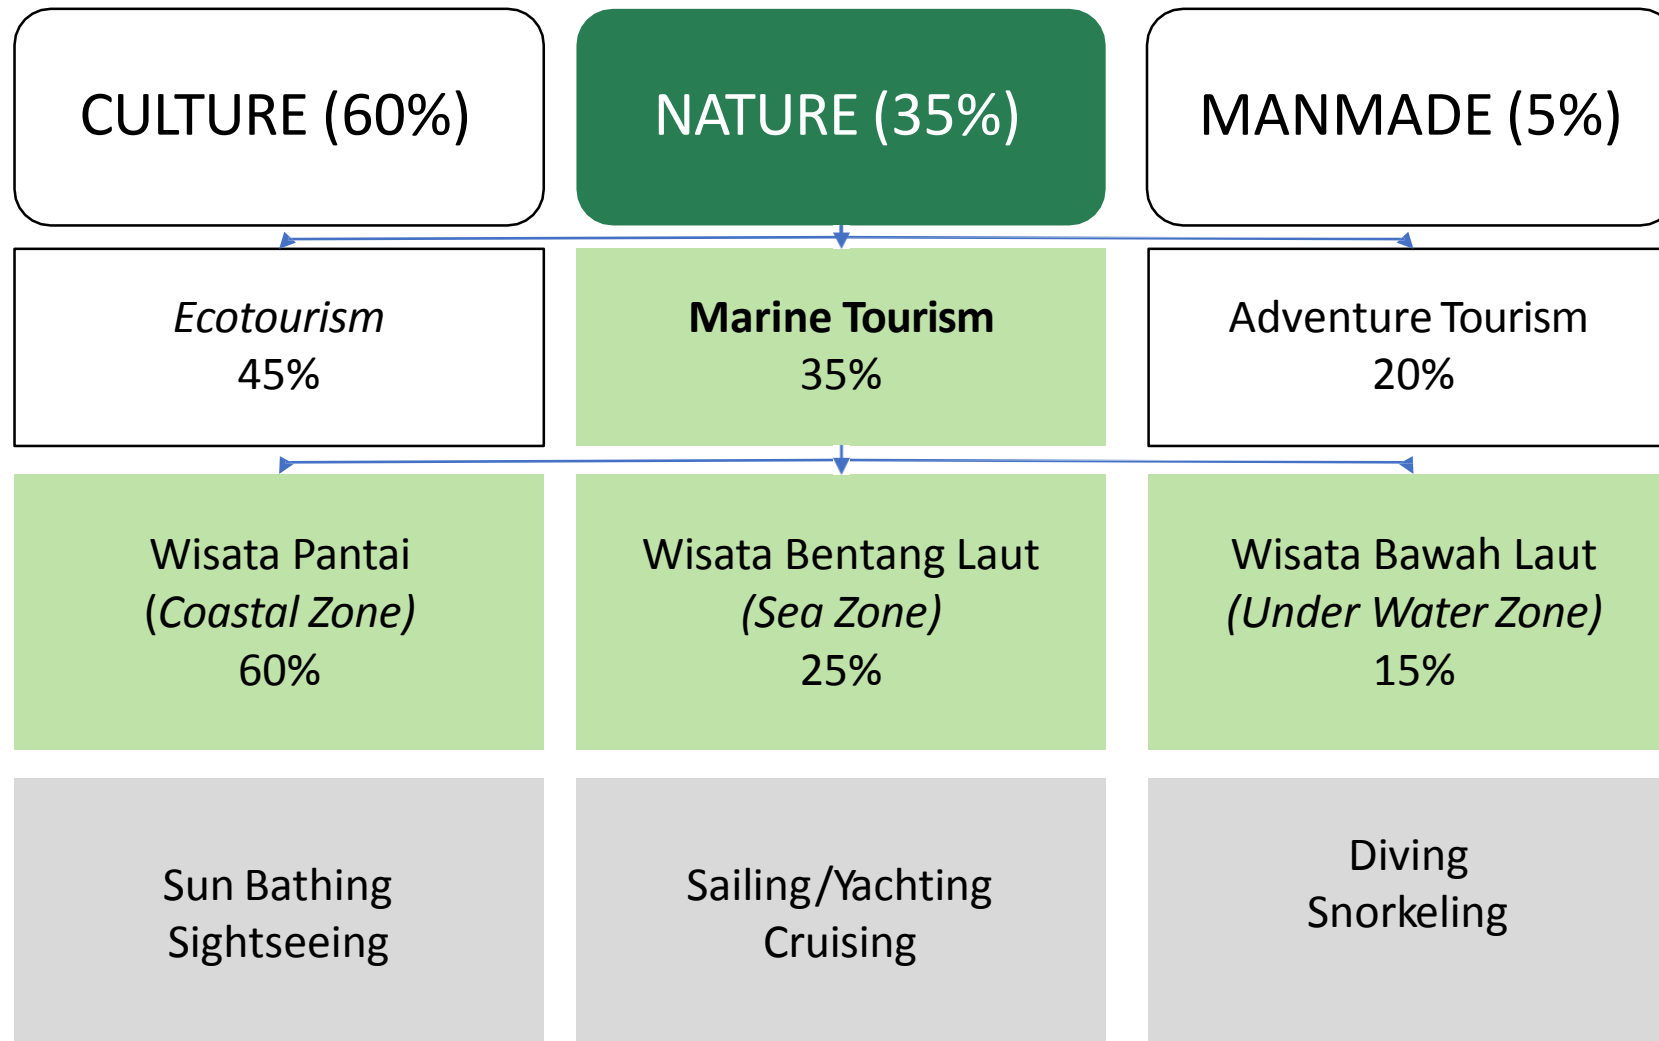 CULTURE (60%)
NATURE (35%)
MANMADE (5%)
Ecotourism
45%
Marine Tourism
35%
Adventure Tourism
20%
Wisata Pantai
(Coastal Zone)
60%
Wisata Bentang Laut
(Sea Zone)
25%
Wisata Bawah Laut
(Under Water Zone)
15%
Sun Bathing
Sightseeing
Sailing/Yachting
Cruising
Diving
Snorkeling